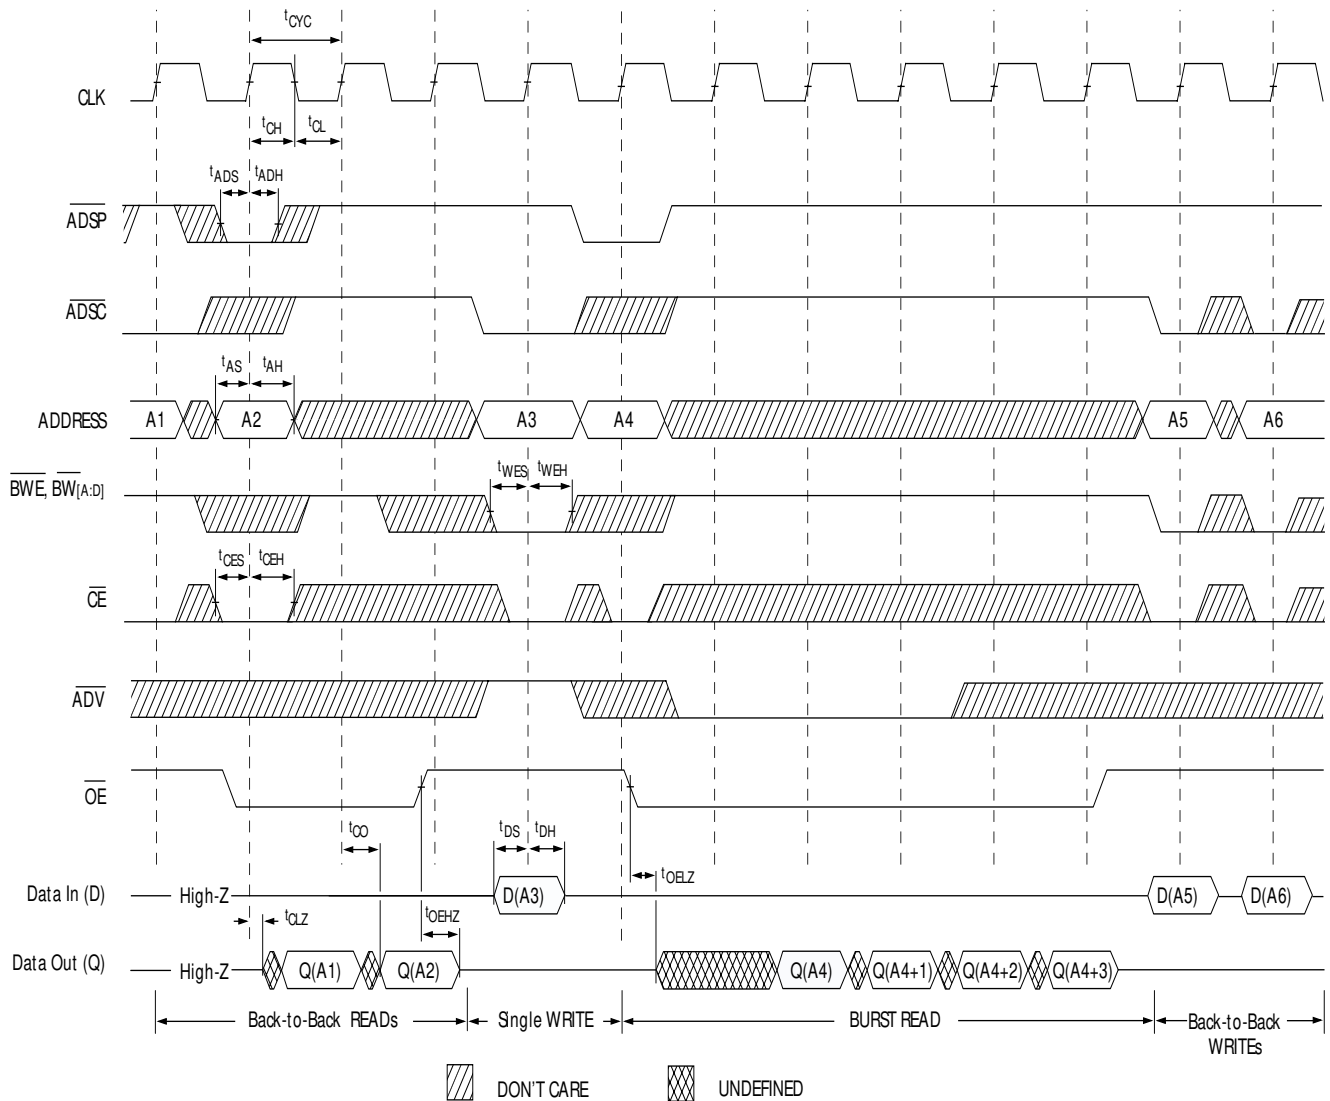 tCYC
CLK
tCH
tCL
tADS
tADH
ADSP
ADSC
tAS
tAH
ADDRESS
A1
A2
A3
A4
A5
A6
tWES
tWEH
BWE, BW[A:D]
tCES
tCEH
CE
ADV
OE
tCO
tDS
tDH
tOELZ
Data In (D)
High-Z
D(A3)
D(A5)
D(A6)
tCLZ
tOEHZ
Data Out (Q)
High-Z
Q(A1)
Q(A2)
Q(A4)
Q(A4+1)
Q(A4+2)
Q(A4+3)
Back-to-Back READs
Single WRITE
BURST READ
Back-to-Back
WRITEs
DON'T CARE
UNDEFINED